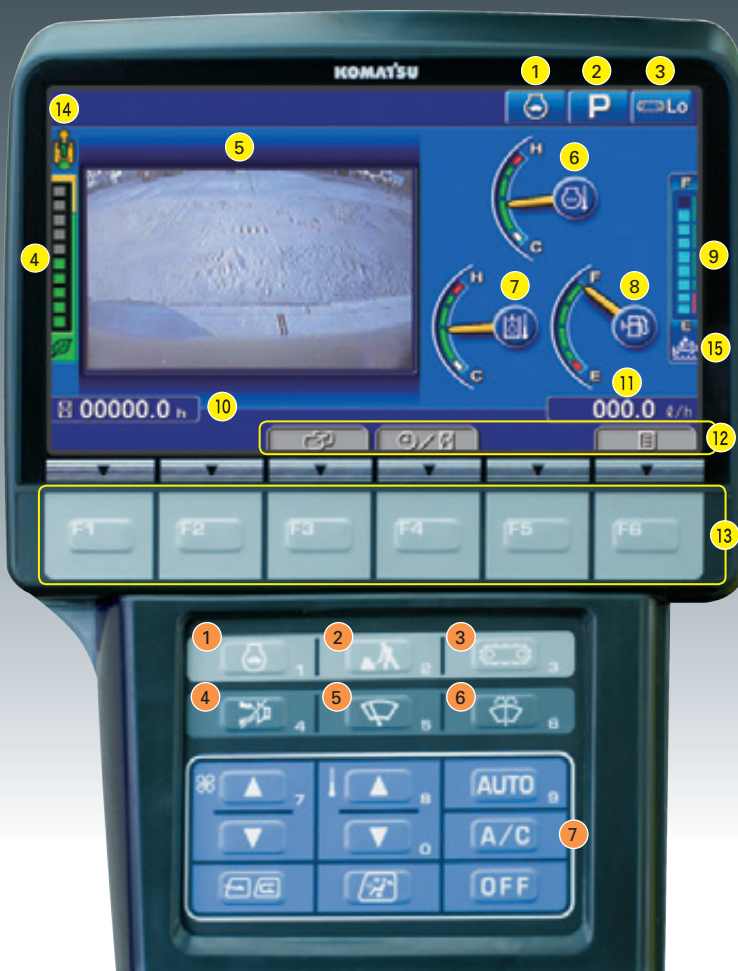 KOMATSU
1 2 3
P Lo
14
5
H
6
C
F
4
9
7
8
H
F
E
15
C
E
11
00000.0 h
10
000.0 ℓ/h
12
F1 F2 F3 F4 F5 F6
13
1 2 3
1 2 3
4 5 6
4 5 6
7 8 AUTO 9
0 A/C 7
OFF